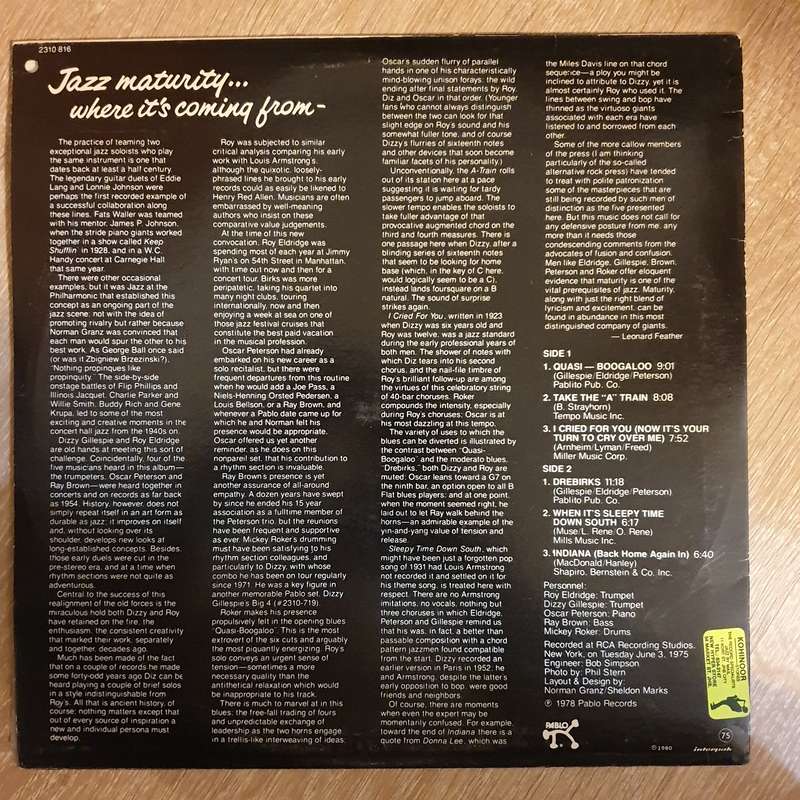 2310 816
Jazz maturity...
where it's coming from-
The practice of teaming two
exceptional jazz soloists who play
the same instrument is one that
dates back at least half a century.
The legendary guitar duets of Eddie
Lang and Lonnie Johnson were
perhaps the first recorded example of
a successful collaboration along
these lines. Fats Waller was teamed
with his mentor, James P. Johnson,
when the stride piano giants worked
together in a show called Keep
Shufflin' in 1928, and in a W.C.
Handy concert at Carnegie Hall
that same year.
There were other occasional
examples, but it was Jazz at the
Philharmonic that established this
concept as an ongoing part of the
jazz scene; not with the idea of
promoting rivalry but rather because
Norman Granz was convinced that
each man would spur the other to his
best work. As George Ball once said
(or was it Zbigniew Brzezinski?),
"Nothing propinques like
propinquity." The side-by-side
onstage battles of Flip Phillips and
Illinois Jacquet, Charlie Parker and
Willie Smith, Buddy Rich and Gene
Krupa, led to some of the most
exciting and creative moments in the
concert hall jazz from the 1940s on.
Dizzy Gillespie and Roy Eldridge
are old hands at meeting this sort of
challenge. Coincidentally, four of the
five musicians heard in this album—
the trumpeters, Oscar Peterson and
Ray Brown—were heard together in
concerts and on records as far back
as 1954. History, however, does not
simply repeat itself in an art form as
durable as jazz; it improves on itself
and, without looking over its
shoulder, develops new looks at
long-established concepts. Besides,
those early duels were cut in the
pre-stereo era, and at a time when
rhythm sections were not quite as
adventurous.
Central to the success of this
realignment of the old forces is the
miraculous hold both Dizzy and Roy
have retained on the fire, the
enthusiasm, the consistent creativity
that marked their work, separately
and together, decades ago.
Much has been made of the fact
that on a couple of records he made
some forty-odd years ago Diz can be
heard playing a couple of brief solos
in a style indistinguishable from
Roy's. All that is ancient history, of
course; nothing matters except that
out of every source of inspiration a
new and individual persona must
develop.
Roy was subjected to similar
critical analysis comparing his early
work with Louis Armstrong's,
although the quixotic, loosely-
phrased lines he brought to his early
records could as easily be likened to
Henry Red Allen. Musicians are often
embarrassed by well-meaning
authors who insist on these
comparative value judgements.
At the time of this new
convocation, Roy Eldridge was
spending most of each year at Jimmy
Ryan's on 54th Street in Manhattan,
with time out now and then for a
concert tour. Birks was more
peripatetic, taking his quartet into
many night clubs, touring
internationally, now and then
enjoying a week at sea on one of
those jazz festival cruises that
constitute the best paid vacation
in the musical profession.
Oscar Peterson had already
embarked on his new career as a
solo recitalist, but there were
frequent departures from this routine
when he would add a Joe Pass, a
Niels-Henning Orsted Pedersen, a
Louis Bellson, or a Ray Brown, and
whenever a Pablo date came up for
which he and Norman felt his
presence would be appropriate.
Oscar offered us yet another
reminder, as he does on this
nonpareil set, that his contribution to
a rhythm section is invaluable.
Ray Brown's presence is yet
another assurance of all-around
empathy. A dozen years have swept
by since he ended his 15 year
association as a fulltime member of
the Peterson trio, but the reunions
have been frequent and supportive
as ever. Mickey Roker's drumming
must have been satisfying to his
rhythm section colleagues, and
particularly to Dizzy, with whose
combo he has been on tour regularly
since 1971. He was a key figure in
another memorable Pablo set, Dizzy
Gillespie's Big 4 (#2310-719).
Roker makes his presence
propulsively felt in the opening blues
"Quasi-Boogaloo". This is the most
extrovert of the six cuts and arguably
the most piquantly energizing. Roy's
solo conveys an urgent sense of
tension—sometimes a more
necessary quality than the
antithetical relaxation which would
be inappropriate to his track.
There is much to marvel at in this
blues; the free-fall trading of fours
and unpredictable exchange of
leadership as the two horns engage
in a trellis-like interweaving of ideas;
Oscar's sudden flurry of parallel
hands in one of his characteristically
mind-blowing unison forays; the wild
ending after final statements by Roy,
Diz and Oscar in that order. (Younger
fans who cannot always distinguish
between the two can look for that
slight edge on Roy's sound and his
somewhat fuller tone, and of course
Dizzy's flurries of sixteenth notes
and other devices that soon become
familiar facets of his personality.)
Unconventionally, the A-Train rolls
out of its station here at a pace
suggesting it is waiting for tardy
passengers to jump aboard. The
slower tempo enables the soloists to
take fuller advantage of that
provocative augmented chord on the
third and fourth measures. There is
one passage here when Dizzy, after a
blinding series of sixteenth notes
that seem to be looking for home
base (which, in the key of C here,
would logically seem to be a C),
instead lands foursquare on a B
natural. The sound of surprise
strikes again.
I Cried For You, written in 1923
when Dizzy was six years old and
Roy was twelve, was a jazz standard
during the early professional years of
both men. The shower of notes with
which Diz tears into his second
chorus, and the nail-file timbre of
Roy's brilliant follow-up are among
the virtues of this celebratory string
of 40-bar choruses. Roker
compounds the intensity, especially
during Roy's choruses; Oscar is at
his most dazzling at this tempo.
The variety of uses to which the
blues can be diverted is illustrated by
the contrast between "Quasi-
Boogaloo" and the moderato blues,
"Drebirks," both Dizzy and Roy are
muted; Oscar leans toward a G7 on
the ninth bar, an option open to all B
Flat blues players; and at one point,
when the moment seemed right, he
laid out to let Ray walk behind the
horns—an admirable example of the
yin-and-yang value of tension and
release.
Sleepy Time Down South, which
might have been just a forgotten pop
song of 1931 had Louis Armstrong
not recorded it and settled on it for
his theme song, is treated here with
respect. There are no Armstrong
imitations, no vocals, nothing but
three choruses in which Eldridge,
Peterson and Gillespie remind us
that his was, in fact, a better than
passable composition with a chord
pattern jazzmen found compatible
from the start. Dizzy recorded an
earlier version in Paris in 1952; he
and Armstrong, despite the latter's
early opposition to bop, were good
friends and neighbors.
Of course, there are moments
when even the expert may be
momentarily confused. For example,
toward the end of Indiana there is a
quote from Donna Lee, which was
the Miles Davis line on that chord
sequence—a ploy you might be
inclined to attribute to Dizzy, yet it is
almost certainly Roy who used it. The
lines between swing and bop have
thinned as the virtuoso giants
associated with each era have
listened to and borrowed from each
other.
Some of the more callow members
of the press (I am thinking
particularly of the so-called
alternative rock press) have tended
to treat with polite patronization
some of the masterpieces that are
still being recorded by such men of
distinction as the five presented
here. But this music does not call for
any defensive posture from me, any
more than it needs those
condescending comments from the
advocates of fusion and confusion.
Men like Eldridge, Gillespie, Brown,
Peterson and Roker offer eloquent
evidence that maturity is one of the
vital prerequisites of jazz. Maturity,
along with just the right blend of
lyricism and excitement, can be
found in abundance in this most
distinguished company of giants.
— Leonard Feather
SIDE 1
1. QUASI — BOOGALOO 9:01
(Gillespie/Eldridge/Peterson)
Pablito Pub. Co.
2. TAKE THE "A" TRAIN 8:08
(B. Strayhorn)
Tempo Music Inc.
3. I CRIED FOR YOU (NOW IT'S YOUR
TURN TO CRY OVER ME) 7:52
(Arnheim/Lyman/Freed)
Miller Music Corp.
SIDE 2
1. DREBIRKS 11:18
(Gillespie/Eldridge/Peterson)
Pablito Pub. Co.
2. WHEN IT'S SLEEPY TIME
DOWN SOUTH 6:17
(Muse/L. Rene/O. Rene)
Mills Music Inc.
3. INDIANA (Back Home Again In) 6:40
(MacDonald/Hanley)
Shapiro, Bernstein & Co. Inc.
Personnel:
Roy Eldridge: Trumpet
Dizzy Gillespie: Trumpet
Oscar Peterson: Piano
Ray Brown: Bass
Mickey Roker: Drums
Recorded at RCA Recording Studios,
New York, on Tuesday June 3, 1975
Engineer: Bob Simpson
Photo by: Phil Stern
Layout & Design by:
Norman Granz/Sheldon Marks
℗ 1978 Pablo Records
KOHINOOR
PABLO
75
©1980
interpak